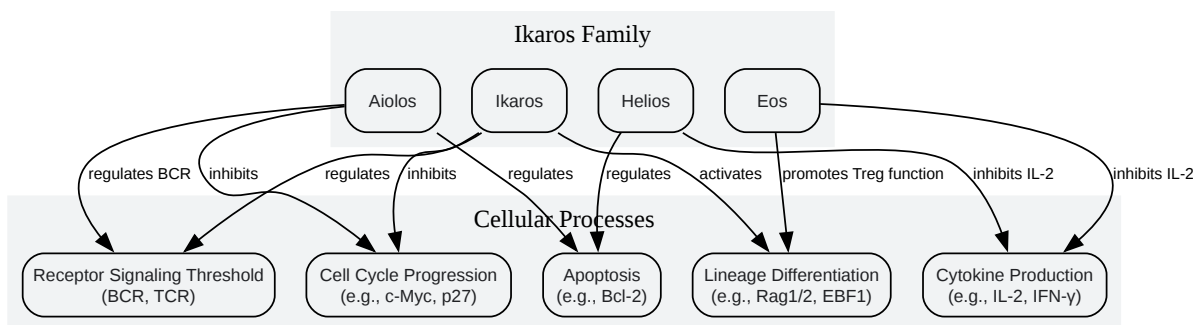 Ikaros Family
Aiolos
Ikaros
Helios
Eos
regulates BCR
inhibits
regulates
inhibits
regulates
regulates
activates
promotes Treg function
inhibits IL-2
inhibits IL-2
Cellular Processes
Receptor Signaling Threshold
(BCR, TCR)
Cell Cycle Progression
(e.g., c-Myc, p27)
Apoptosis
(e.g., Bcl-2)
Lineage Differentiation
(e.g., Rag1/2, EBF1)
Cytokine Production
(e.g., IL-2, IFN-γ)